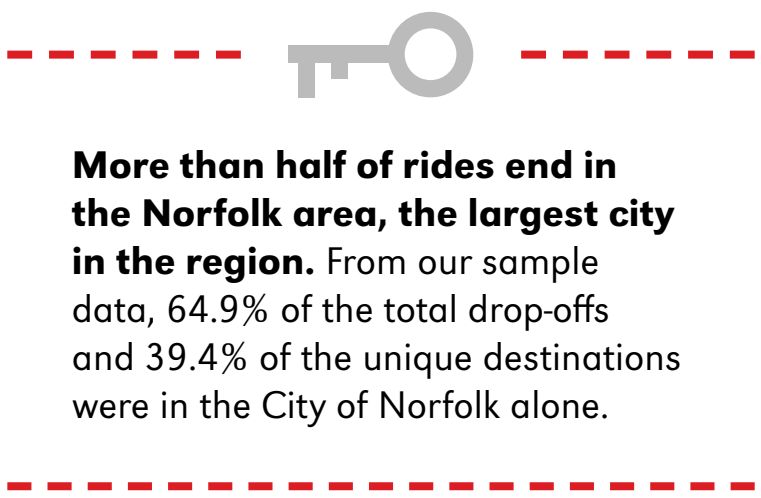 More than half of rides end in
the Norfolk area, the largest city
in the region. From our sample
data, 64.9% of the total drop-offs
and 39.4% of the unique destinations
were in the City of Norfolk alone.